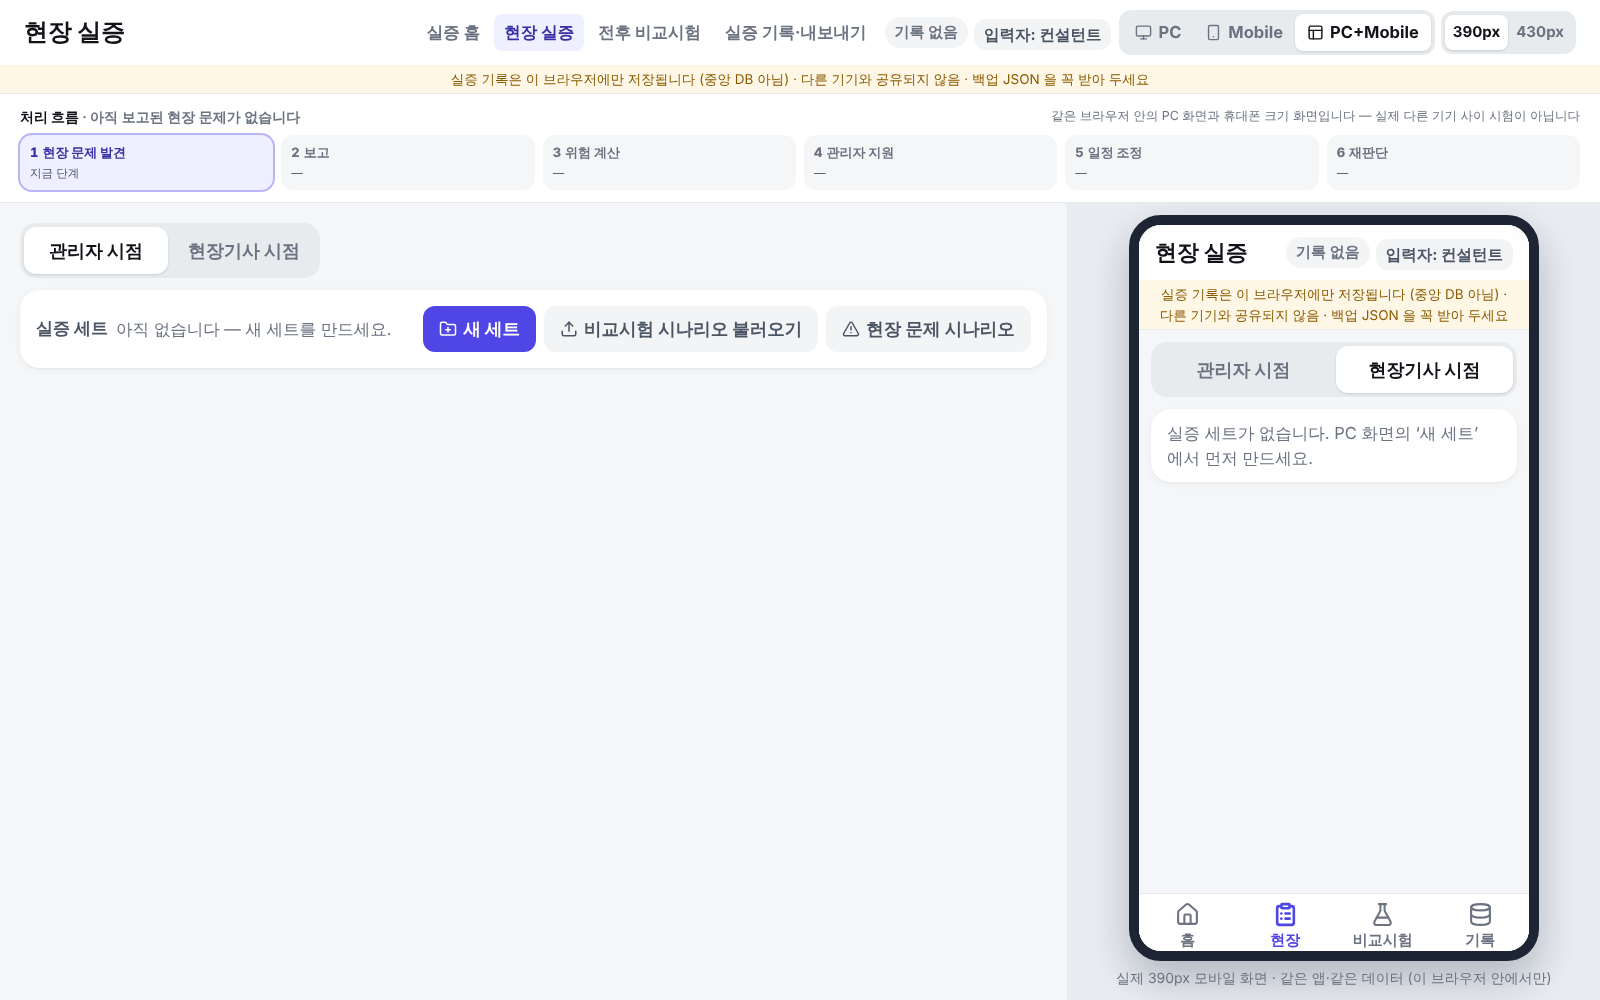 현장 실증
실증 홈
현장 실증
전후 비교시험
실증 기록·내보내기
기록 없음
입력자: 컨설턴트
PC
Mobile
PC+Mobile
390px
430px
실증 기록은 이 브라우저에만 저장됩니다 (중앙 DB 아님) · 다른 기기와 공유되지 않음 · 백업 JSON 을 꼭 받아 두세요
처리 흐름 · 아직 보고된 현장 문제가 없습니다
같은 브라우저 안의 PC 화면과 휴대폰 크기 화면입니다 — 실제 다른 기기 사이 시험이 아닙니다
1 현장 문제 발견
지금 단계
2 보고
—
3 위험 계산
—
4 관리자 지원
—
5 일정 조정
—
6 재판단
—
관리자 시점
현장기사 시점
실증 세트 아직 없습니다 — 새 세트를 만드세요.
새 세트
비교시험 시나리오 불러오기
현장 문제 시나리오
현장 실증
기록 없음
입력자: 컨설턴트
실증 기록은 이 브라우저에만 저장됩니다 (중앙 DB 아님) ·
다른 기기와 공유되지 않음 · 백업 JSON 을 꼭 받아 두세요
관리자 시점
현장기사 시점
실증 세트가 없습니다. PC 화면의 ‘새 세트’
에서 먼저 만드세요.
홈
현장
비교시험
기록
실제 390px 모바일 화면 · 같은 앱·같은 데이터 (이 브라우저 안에서만)